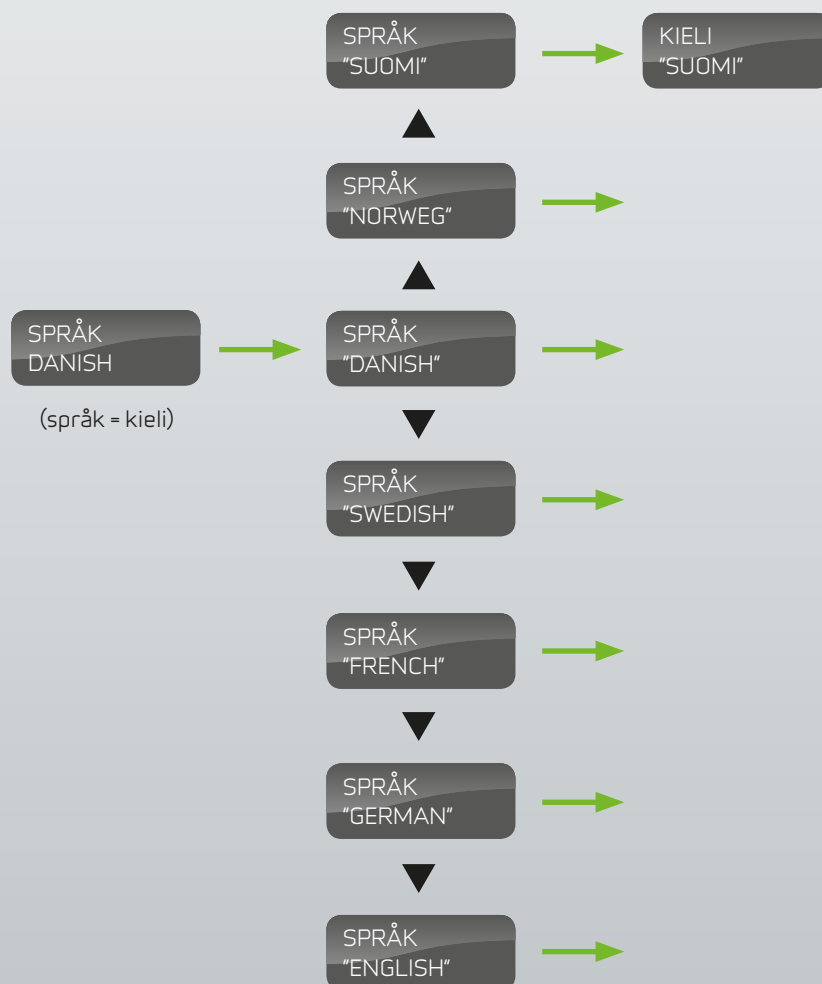 SPRÅK
"SUOMI"
KIELI
"SUOMI"
SPRÅK
"NORWEG"
SPRÅK
DANISH
(språk = kieli)
SPRÅK
"DANISH"
SPRÅK
"SWEDISH"
SPRÅK
"FRENCH"
SPRÅK
"GERMAN"
SPRÅK
"ENGLISH"